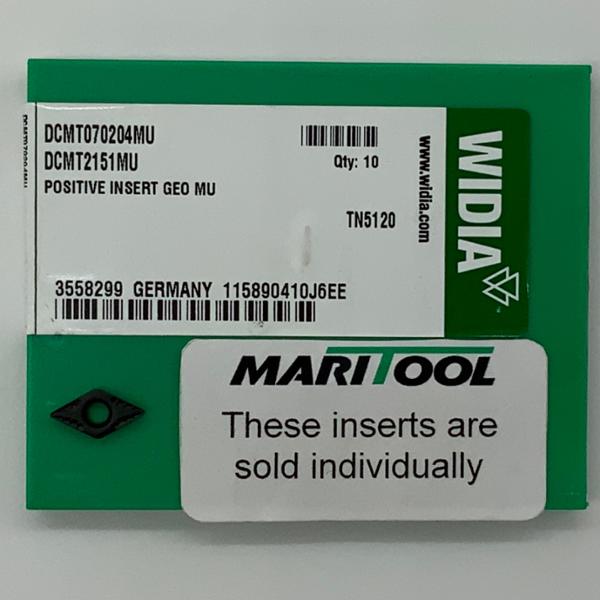 DCMT070204MU
DCMT070204MU
DCMT2151MU
POSITIVE INSERT GEO MU
Qty: 10
TN5120
www.widia.com
WIDIA
3558299 GERMANY 115890410J6EE
MARITOOL
These inserts are
sold individually